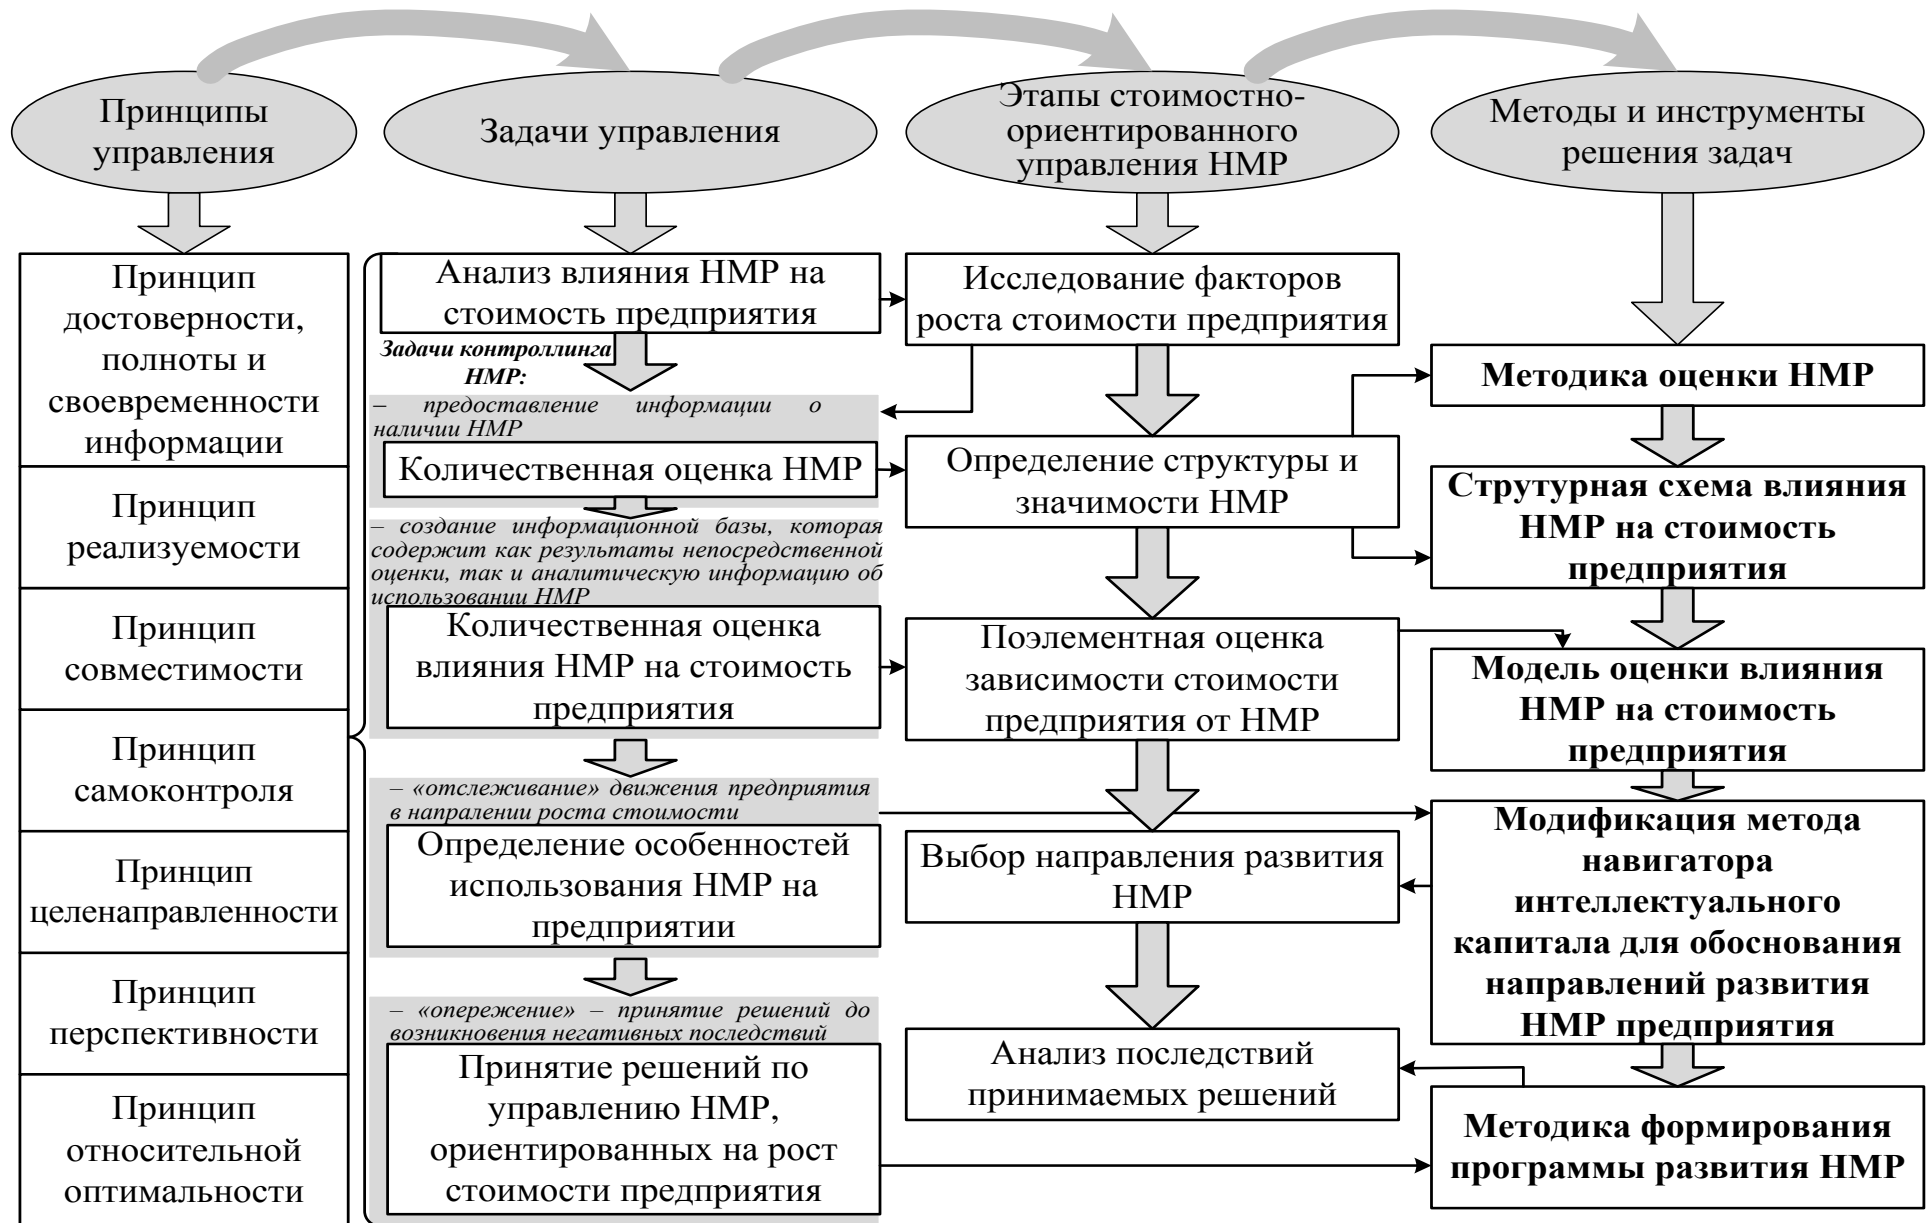 Принципы
управления
Задачи управления
Этапы стоимостно-
ориентированного
управления НМР
Методы и инструменты
решения задач
Принцип
достоверности,
полноты и
своевременности
информации
Принцип
реализуемости
Принцип
совместимости
Принцип
самоконтроля
Принцип
целенаправленности
Принцип
перспективности
Принцип
относительной
оптимальности
Анализ влияния НМР на
стоимость предприятия
Задачи контроллинга
НМР:
– предоставление информации о
наличии НМР
Количественная оценка НМР
– создание информационной базы, которая
содержит как результаты непосредственной
оценки, так и аналитическую информацию об
использовании НМР
Количественная оценка
влияния НМР на стоимость
предприятия
– «отслеживание» движения предприятия
в напралении роста стоимости
Определение особенностей
использования НМР на
предприятии
– «опережение» – принятие решений до
возникновения негативных последствий
Принятие решений по
управлению НМР,
ориентированных на рост
стоимости предприятия
Исследование факторов
роста стоимости предприятия
Определение структуры и
значимости НМР
Поэлементная оценка
зависимости стоимости
предприятия от НМР
Выбор направления развития
НМР
Анализ последствий
принимаемых решений
Методика оценки НМР
Струтурная схема влияния
НМР на стоимость
предприятия
Модель оценки влияния
НМР на стоимость
предприятия
Модификация метода
навигатора
интеллектуального
капитала для обоснования
направлений развития
НМР предприятия
Методика формирования
программы развития НМР